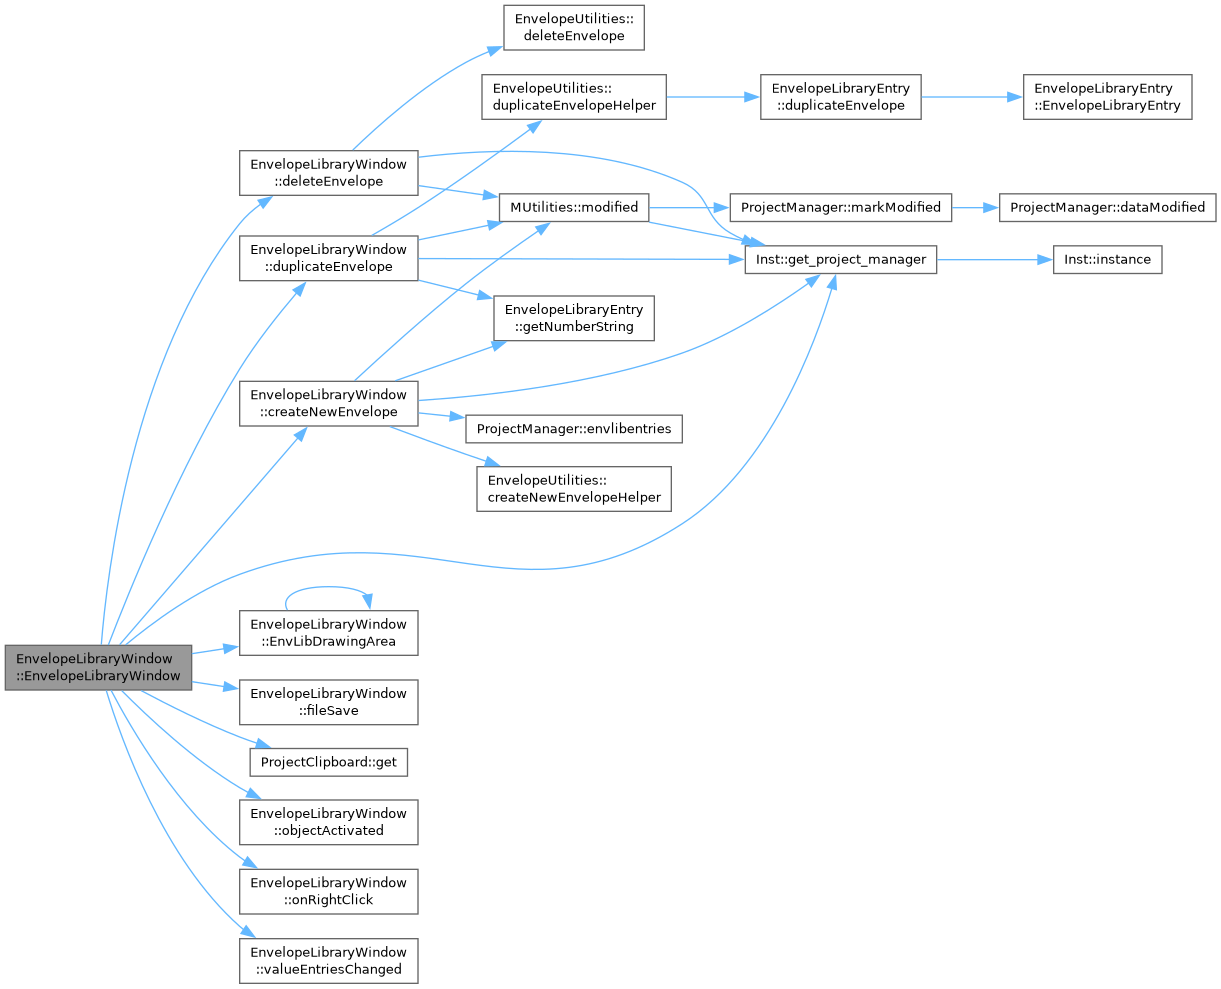 EnvelopeUtilities::
deleteEnvelope
EnvelopeUtilities::
duplicateEnvelopeHelper
EnvelopeLibraryEntry
::duplicateEnvelope
EnvelopeLibraryEntry
::EnvelopeLibraryEntry
EnvelopeLibraryWindow
::deleteEnvelope
MUtilities::modified
ProjectManager::markModified
ProjectManager::dataModified
EnvelopeLibraryWindow
::duplicateEnvelope
Inst::get_project_manager
Inst::instance
EnvelopeLibraryEntry
::getNumberString
EnvelopeLibraryWindow
::createNewEnvelope
ProjectManager::envlibentries
EnvelopeUtilities::
createNewEnvelopeHelper
EnvelopeLibraryWindow
::EnvLibDrawingArea
EnvelopeLibraryWindow
::EnvelopeLibraryWindow
EnvelopeLibraryWindow
::fileSave
ProjectClipboard::get
EnvelopeLibraryWindow
::objectActivated
EnvelopeLibraryWindow
::onRightClick
EnvelopeLibraryWindow
::valueEntriesChanged